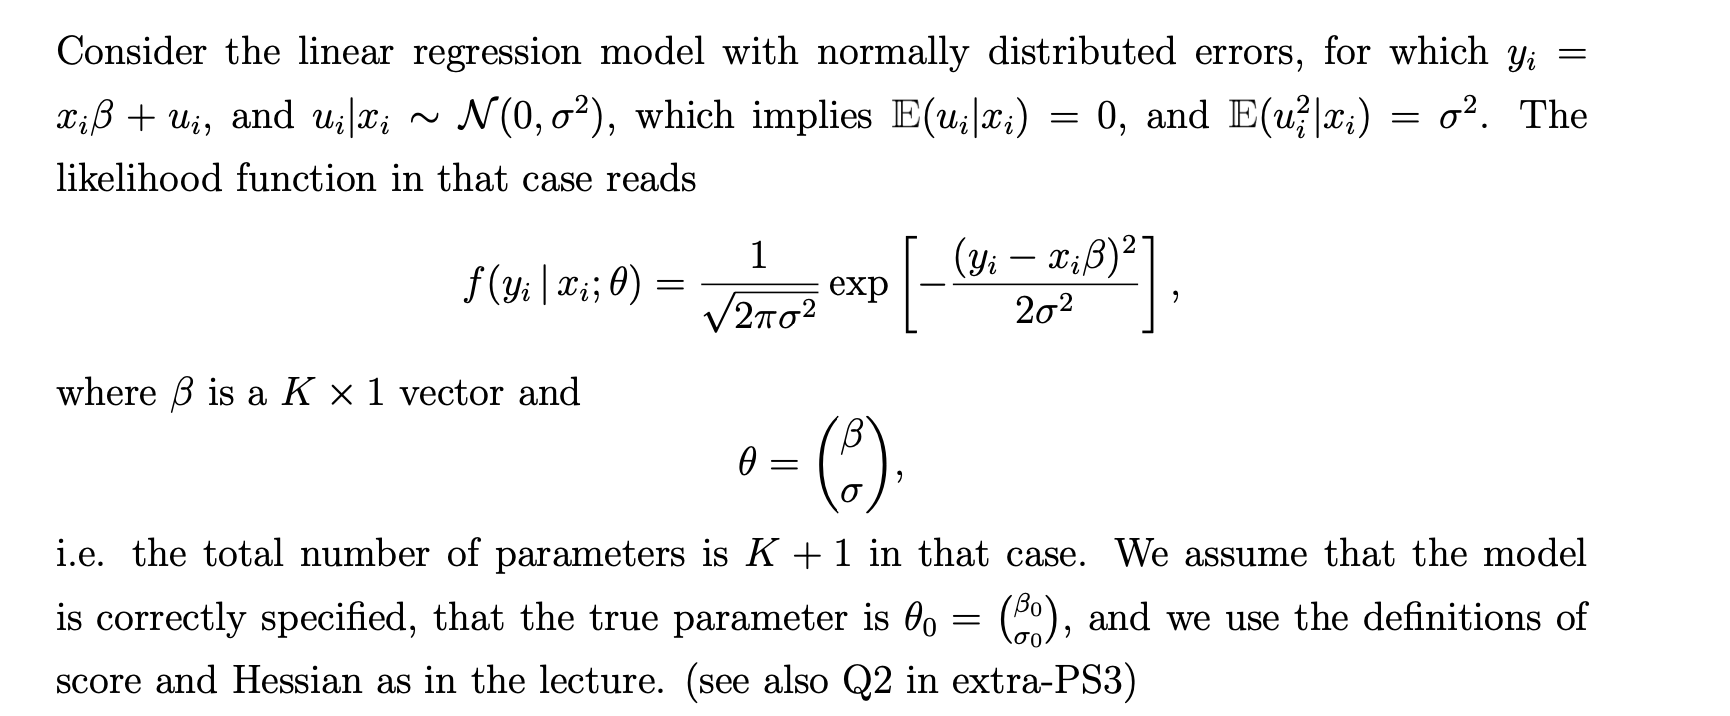 Consider the linear regression model with normally distributed errors, for which $y_i =$
$x_i\beta + u_i$, and $u_i|x_i \sim \mathcal{N}(0, \sigma^2)$, which implies $\mathbb{E}(u_i|x_i) = 0$, and $\mathbb{E}(u_i^2|x_i) = \sigma^2$. The
likelihood function in that case reads
$$f(y_i \,|\, x_i; \theta) = \frac{1}{\sqrt{2\pi\sigma^2}} \exp\left[-\frac{(y_i - x_i\beta)^2}{2\sigma^2}\right],$$
where $\beta$ is a $K \times 1$ vector and
$$\theta = \begin{pmatrix} \beta \\ \sigma \end{pmatrix},$$
i.e. the total number of parameters is $K + 1$ in that case. We assume that the model
is correctly specified, that the true parameter is $\theta_0 = \binom{\beta_0}{\sigma_0}$, and we use the definitions of
score and Hessian as in the lecture. (see also Q2 in extra-PS3)